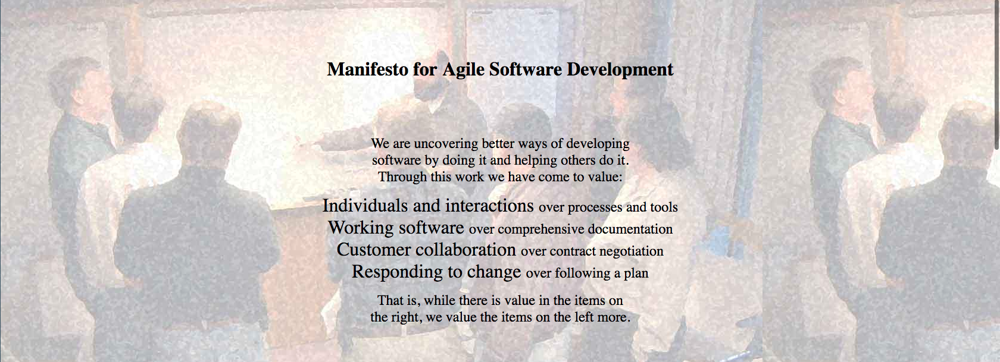 Manifesto for Agile Software Development
We are uncovering better ways of developing
software by doing it and helping others do it.
Through this work we have come to value:
Individuals and interactions over processes and tools
Working software over comprehensive documentation
Customer collaboration over contract negotiation
Responding to change over following a plan
That is, while there is value in the items on
the right, we value the items on the left more.